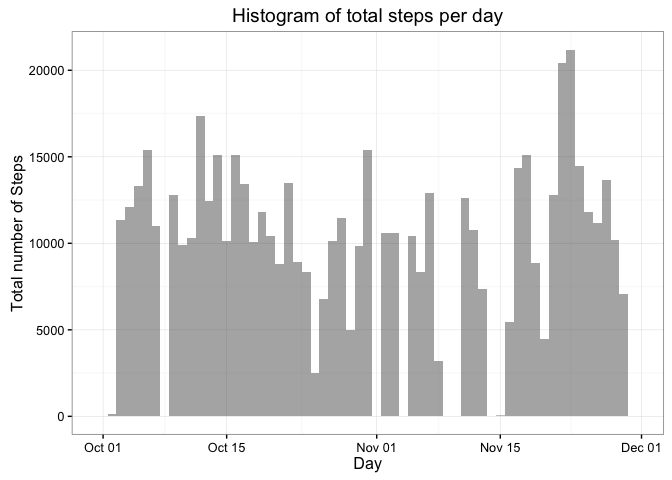 Histogram of total steps per day
Total number of Steps
20000
15000
10000
5000
0
Oct 01 Oct 15 Nov 01 Nov 15 Dec 01
Day